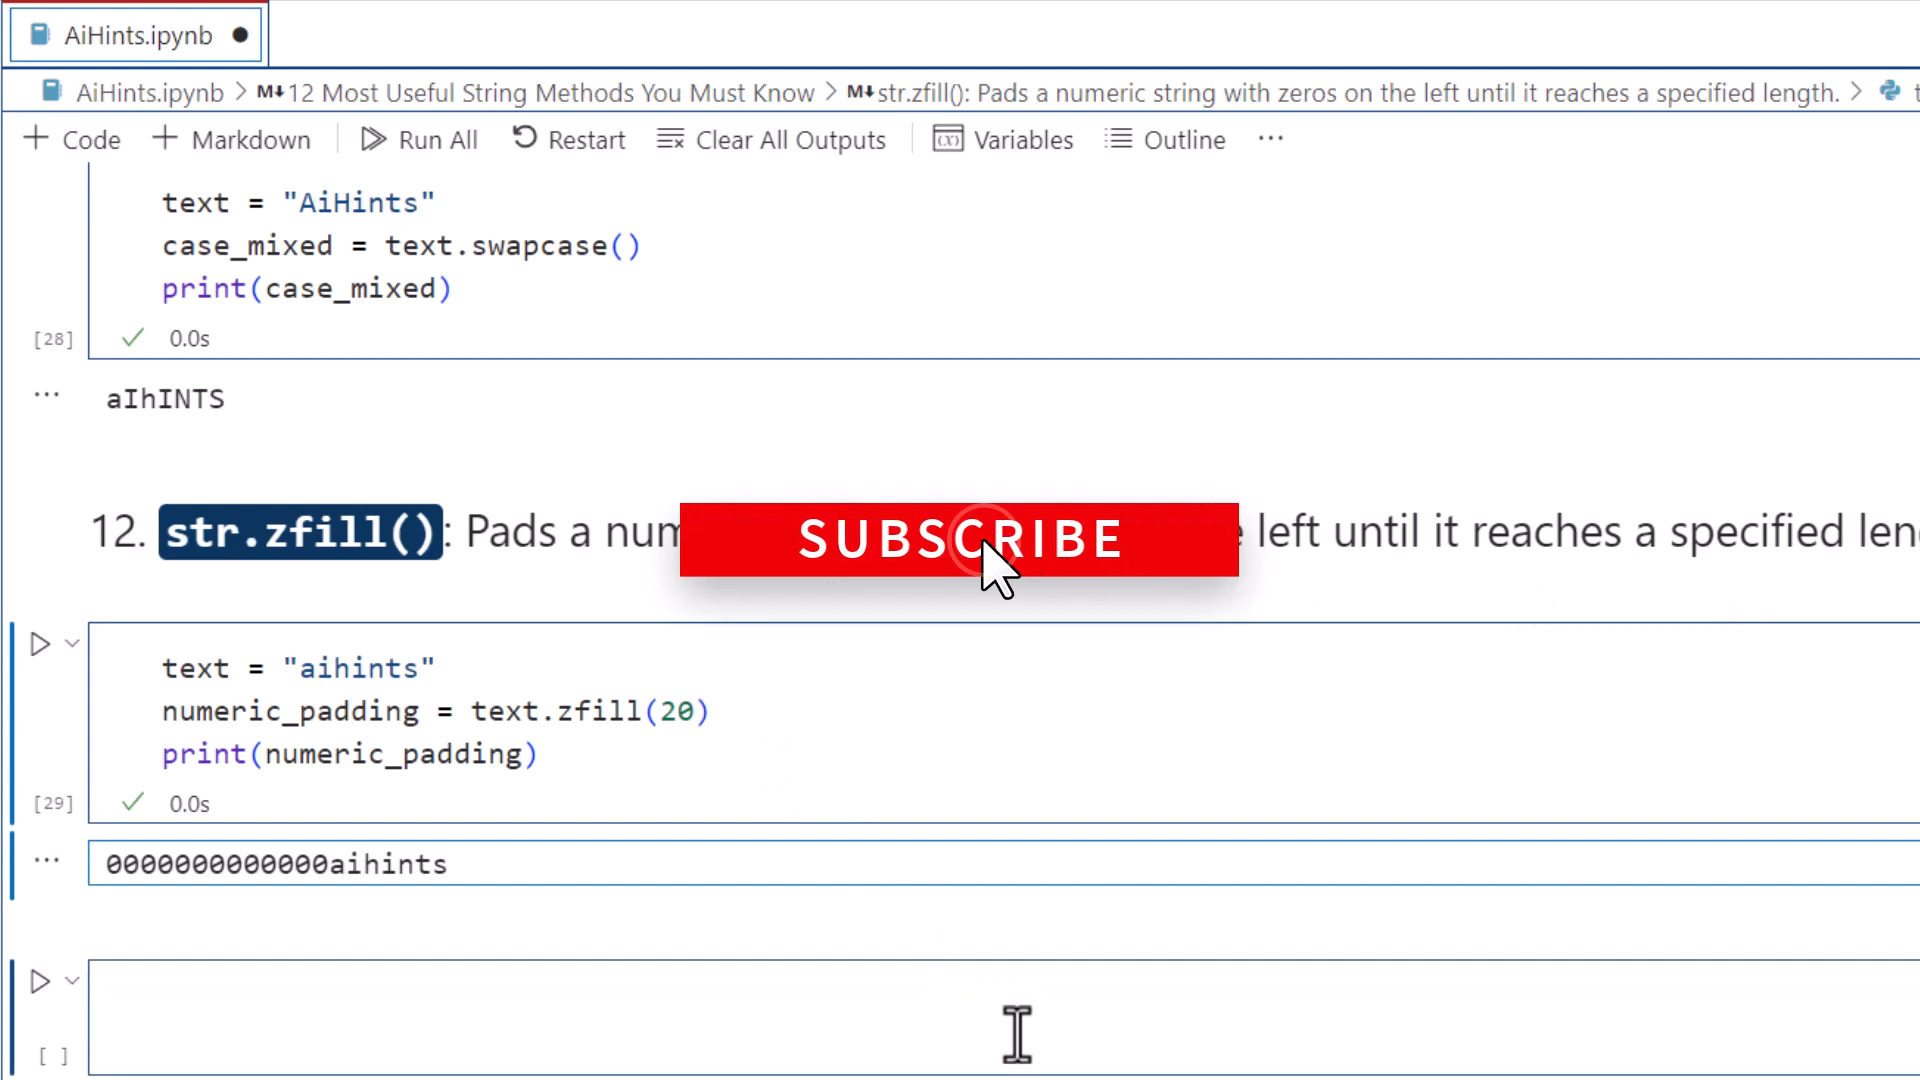 AiHints.ipynb
AiHints.ipynb > M↓ 12 Most Useful String Methods You Must Know > M↓ str.zfill(): Pads a numeric string with zeros on the left until it reaches a specified length. >
+ Code + Markdown Run All Restart Clear All Outputs (x) Variables Outline ...
text = "AiHints"
case_mixed = text.swapcase()
print(case_mixed)
[28] ✓ 0.0s
... aIhINTS
12. str.zfill(): Pads a num SUBSCRIBE left until it reaches a specified
text = "aihints"
numeric_padding = text.zfill(20)
print(numeric_padding)
[29] ✓ 0.0s
... 0000000000000aihints
[ ]